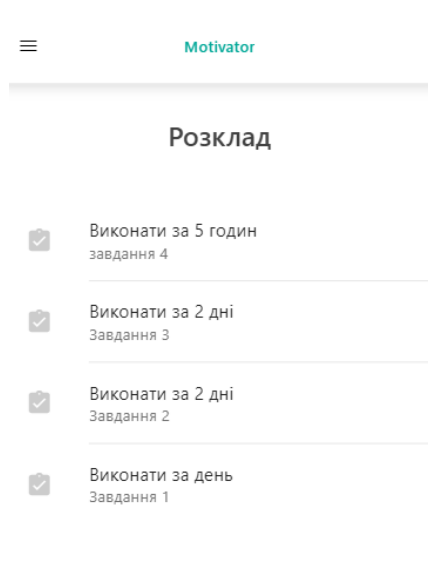 Motivator
Розклад
Виконати за 5 годин
завдання 4
Виконати за 2 дні
Завдання 3
Виконати за 2 дні
Завдання 2
Виконати за день
Завдання 1